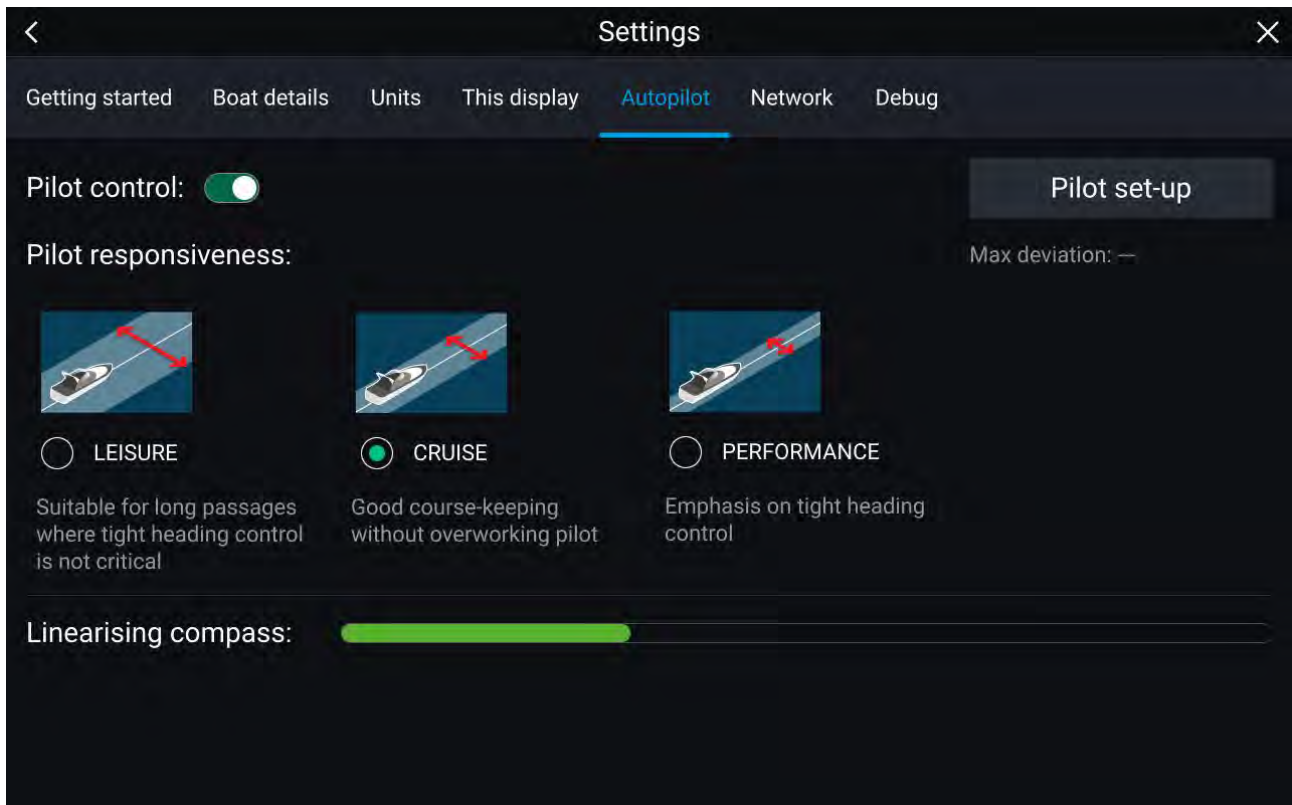 Settings
Getting started Boat details Units This display Autopilot Network Debug
Pilot control:
Pilot set-up
Pilot responsiveness:
Max deviation: —
LEISURE
Suitable for long passages
where tight heading control
is not critical
CRUISE
Good course-keeping
without overworking pilot
PERFORMANCE
Emphasis on tight heading
control
Linearising compass: